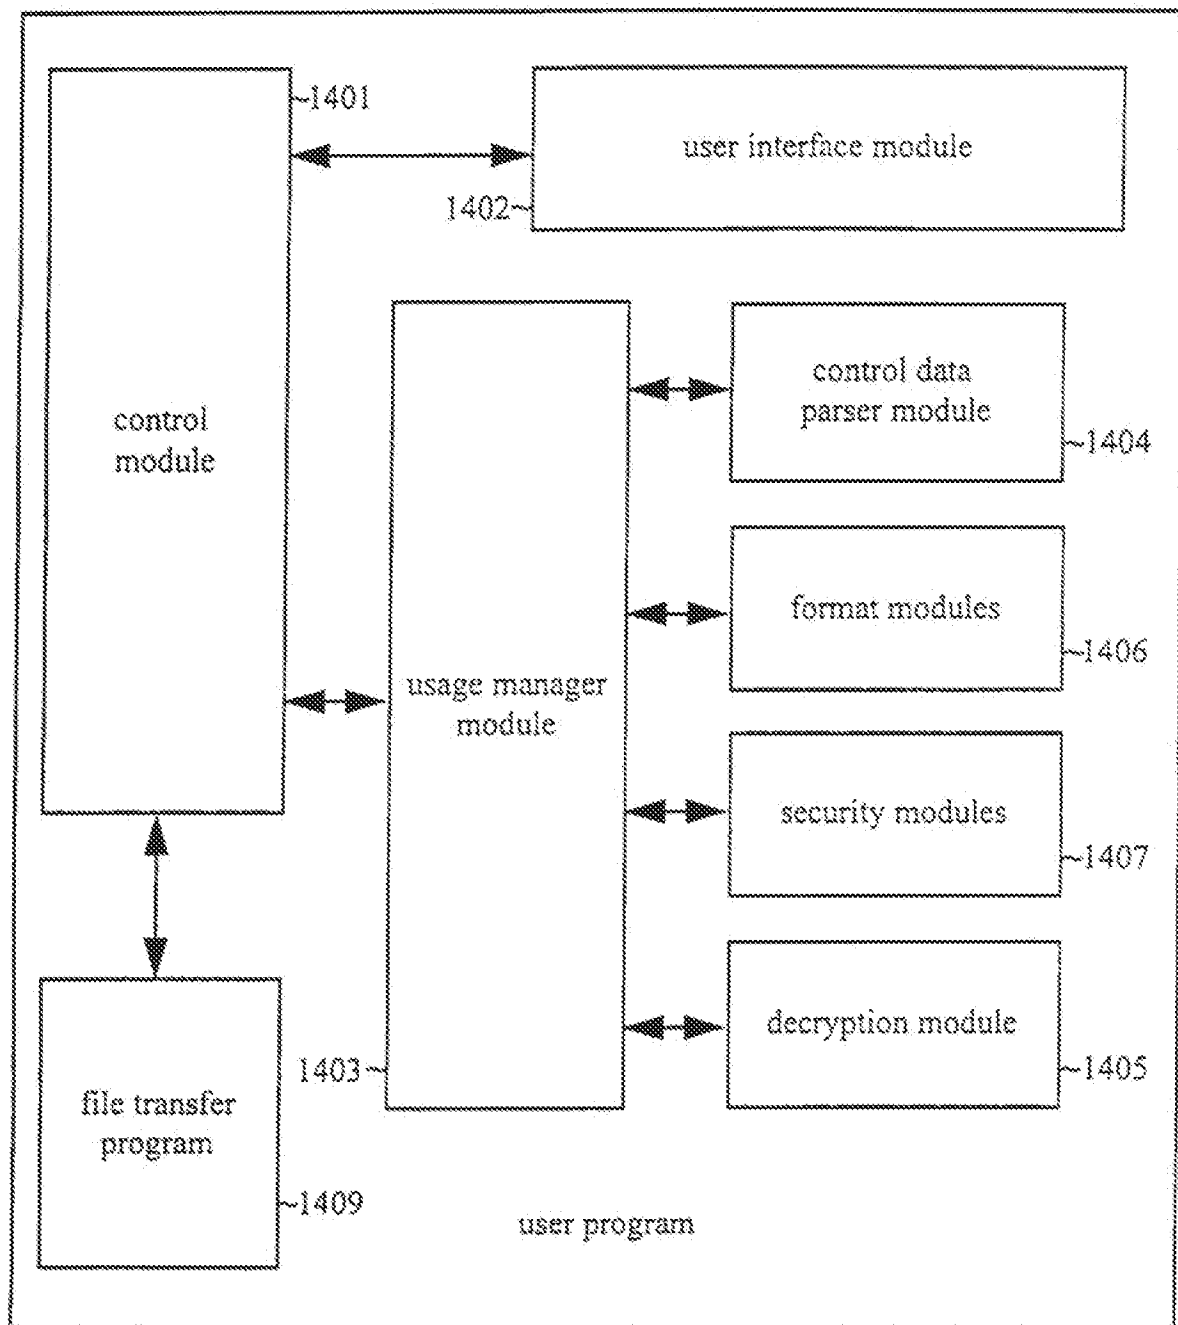 1401
user interface module
1402
control
module
control data
parser module
1404
format modules
1406
usage manager
module
security modules
1407
decryption module
1403
1405
file transfer
program
1409
user program